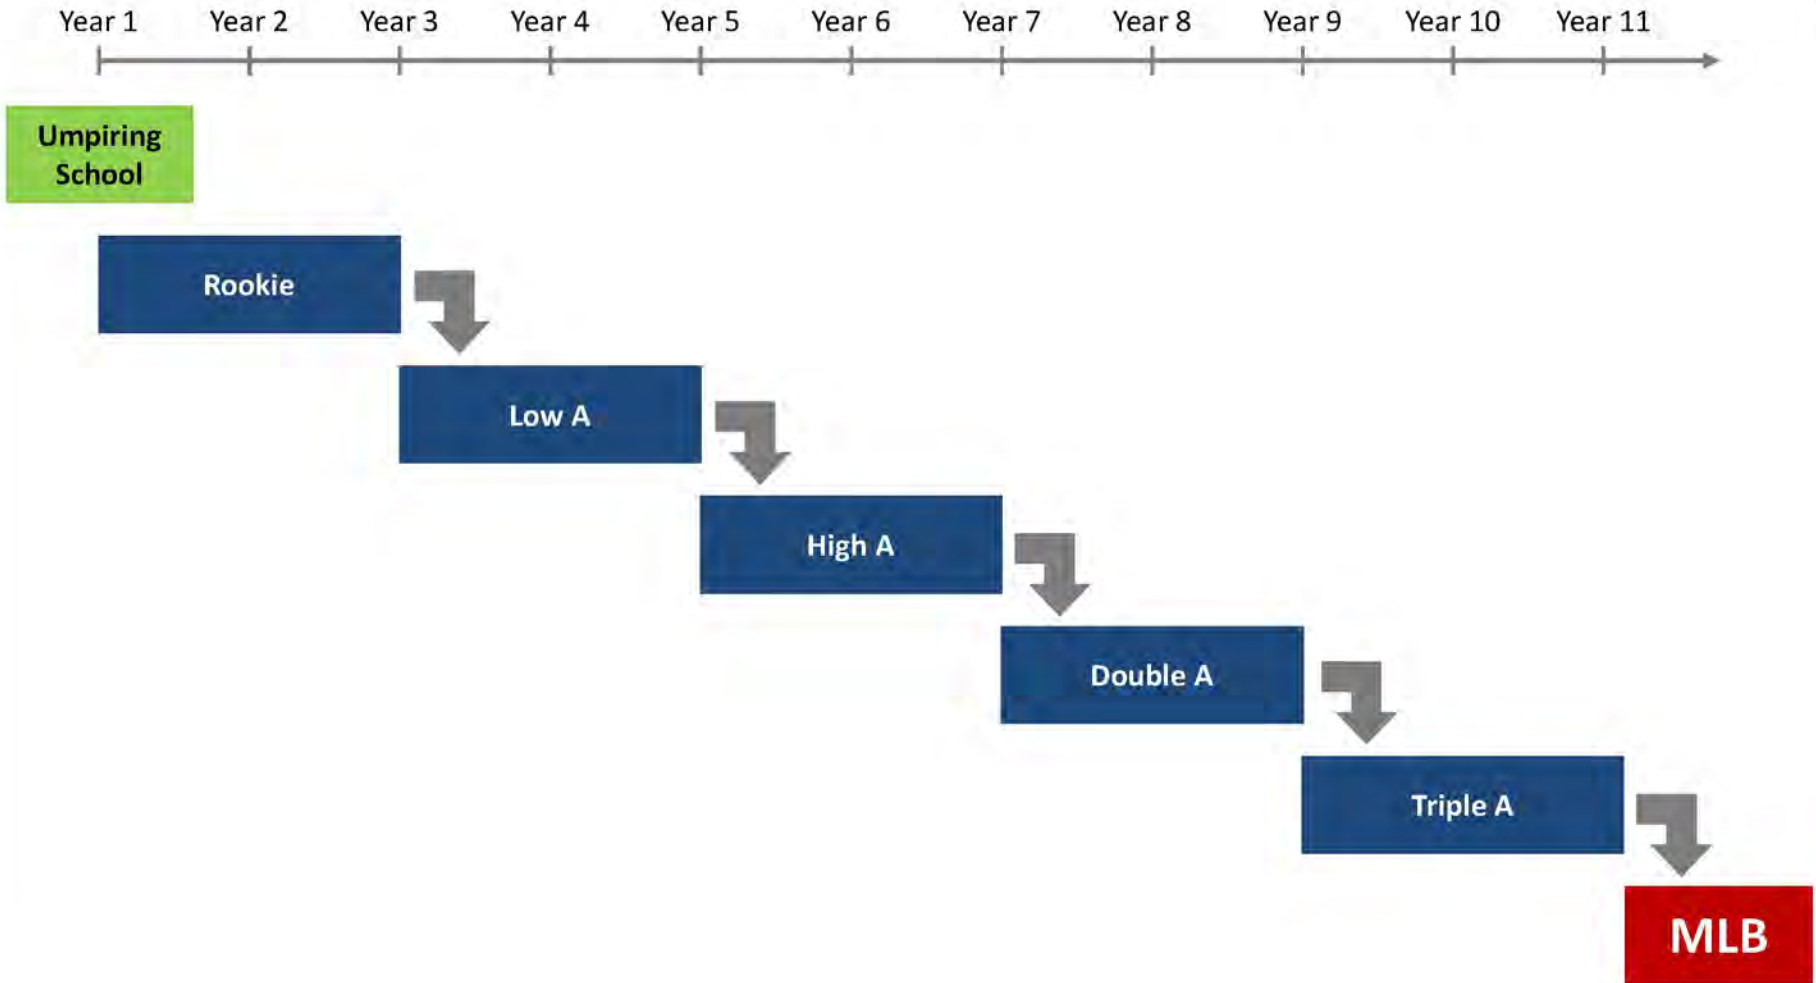 Year 1 Year 2 Year 3 Year 4 Year 5 Year 6 Year 7 Year 8 Year 9 Year 10 Year 11
Umpiring
School
Rookie
Low A
High A
Double A
Triple A
MLB